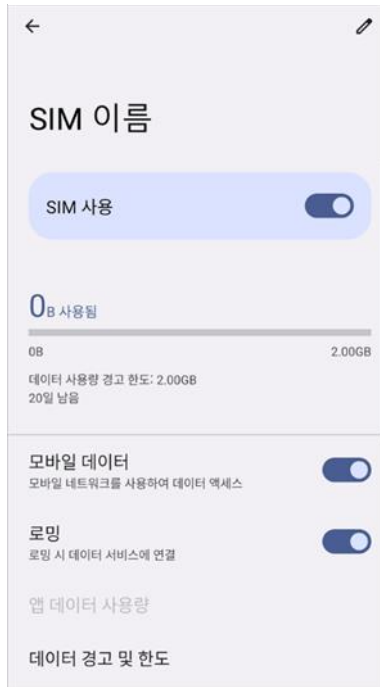 SIM 이름
SIM 사용
0B 사용됨
0B 2.00GB
데이터 사용량 경고 한도: 2.00GB
20일 남음
모바일 데이터
모바일 네트워크를 사용하여 데이터 액세스
로밍
로밍 시 데이터 서비스에 연결
앱 데이터 사용량
데이터 경고 및 한도